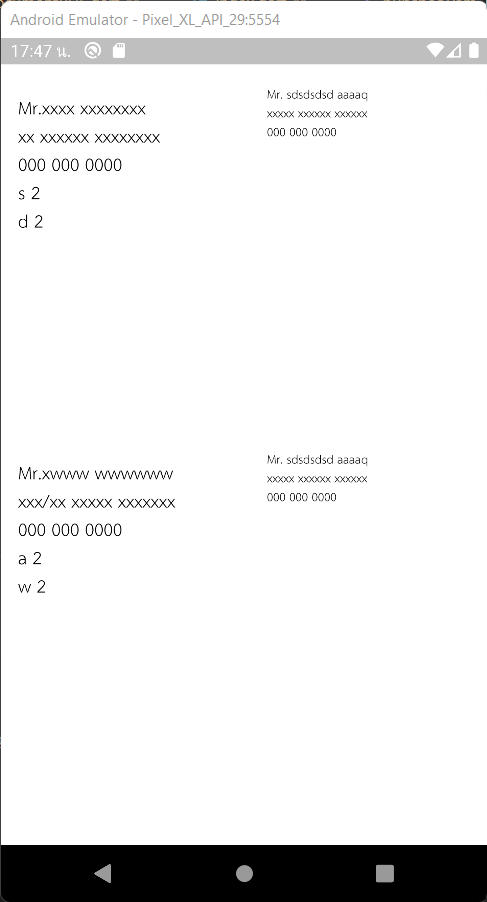 Android Emulator - Pixel_XL_API_29:5554
17:47 น.
Mr.xxxx xxxxxxxx
xx xxxxxx xxxxxxxx
000 000 0000
s 2
d 2
Mr. sdsdsdsd aaaaq
xxxxx xxxxxx xxxxxx
000 000 0000
Mr.xwww wwwwwww
xxx/xx xxxxx xxxxxxx
000 000 0000
a 2
w 2
Mr. sdsdsdsd aaaaq
xxxxx xxxxxx xxxxxx
000 000 0000